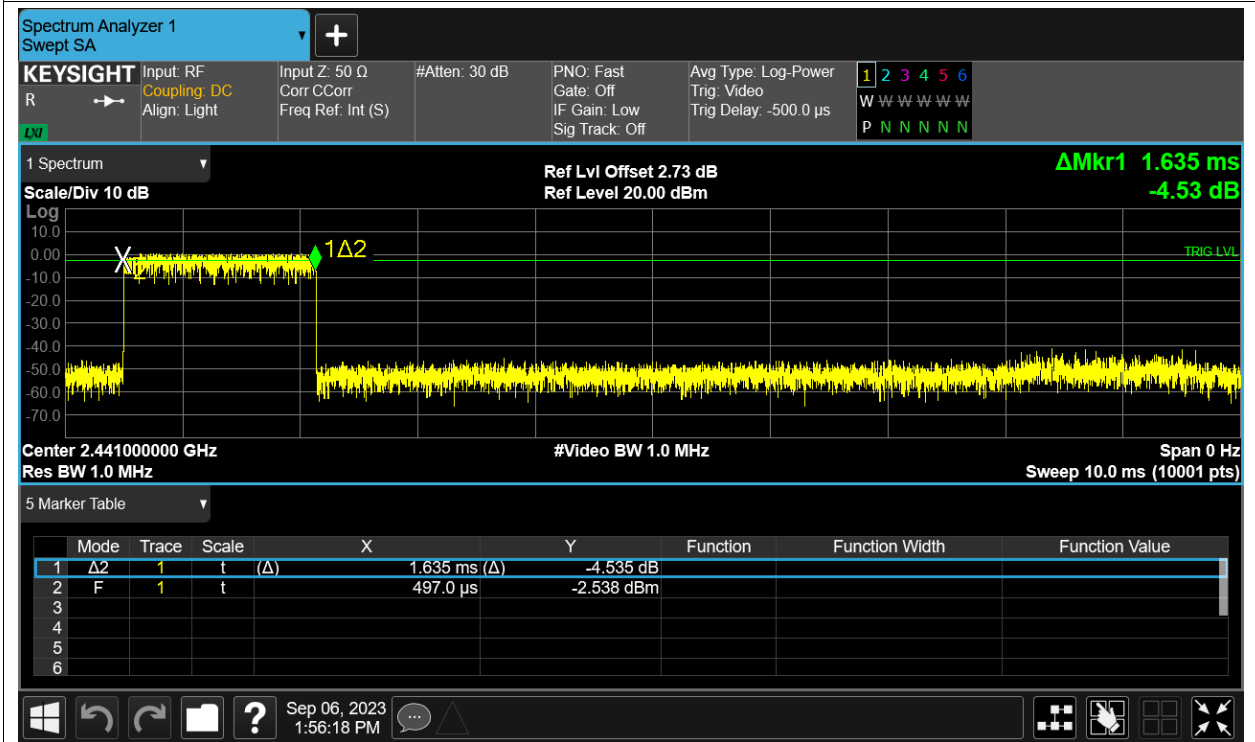 Spectrum Analyzer 1
Swept SA
+
KEYSIGHT Input: RF Input Z: 50 Ω #Atten: 30 dB PNO: Fast Avg Type: Log-Power 1 2 3 4 5 6
R Coupling: DC Corr CCorr Gate: Off Trig: Video W W W W W W
Align: Light Freq Ref: Int (S) IF Gain: Low Trig Delay: -500.0 µs
LXI Sig Track: Off P N N N N N
1 Spectrum Ref Lvl Offset 2.73 dB ΔMkr1 1.635 ms
Scale/Div 10 dB Ref Level 20.00 dBm -4.53 dB
Log
10.0
0.00 X 1Δ2 TRIG LVL
-10.0 2
-20.0
-30.0
-40.0
-50.0
-60.0
-70.0
Center 2.441000000 GHz #Video BW 1.0 MHz Span 0 Hz
Res BW 1.0 MHz Sweep 10.0 ms (10001 pts)
5 Marker Table
Mode Trace Scale X Y Function Function Width Function Value
1 Δ2 1 t (Δ) 1.635 ms (Δ) -4.535 dB
2 F 1 t 497.0 µs -2.538 dBm
3
4
5
6
? Sep 06, 2023
1:56:18 PM